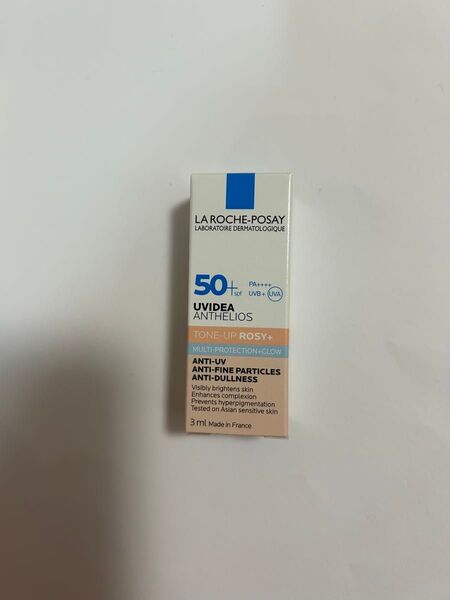 LA ROCHE-POSAY
LABORATOIRE DERMATOLOGIQUE
50+ SPF PA++++
UVB + UVA
UVIDEA
ANTHELIOS
TONE-UP ROSY+
MULTI-PROTECTION+GLOW
ANTI-UV
ANTI-FINE PARTICLES
ANTI-DULLNESS
Visibly brightens skin
Enhances complexion
Prevents hyperpigmentation
Tested on Asian sensitive skin
3 ml Made in France